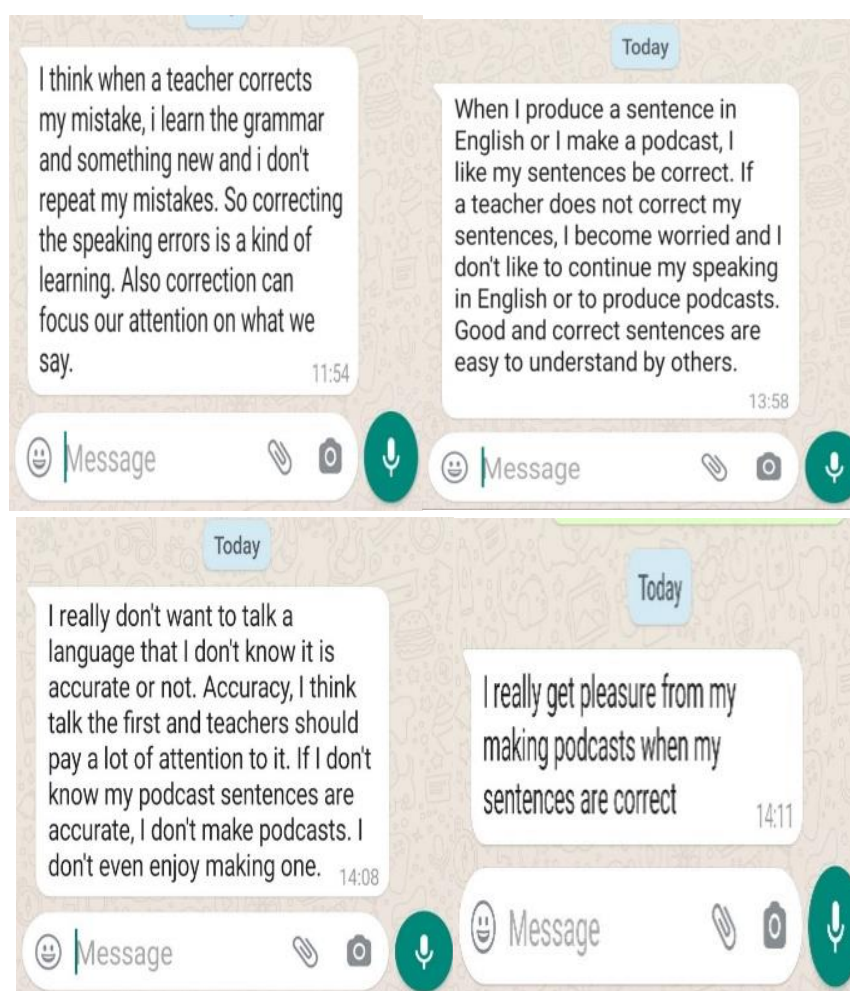 I think when a teacher corrects
my mistake, i learn the grammar
and something new and i don't
repeat my mistakes. So correcting
the speaking errors is a kind of
learning. Also correction can
focus our attention on what we
say.
11:54
Message
Today
When I produce a sentence in
English or I make a podcast, I
like my sentences be correct. If
a teacher does not correct my
sentences, I become worried and I
don't like to continue my speaking
in English or to produce podcasts.
Good and correct sentences are
easy to understand by others.
13:58
Message
Today
I really don't want to talk a
language that I don't know it is
accurate or not. Accuracy, I think
talk the first and teachers should
pay a lot of attention to it. If I don't
know my podcast sentences are
accurate, I don't make podcasts. I
don't even enjoy making one.
14:08
Message
Today
I really get pleasure from my
making podcasts when my
sentences are correct
14:11
Message